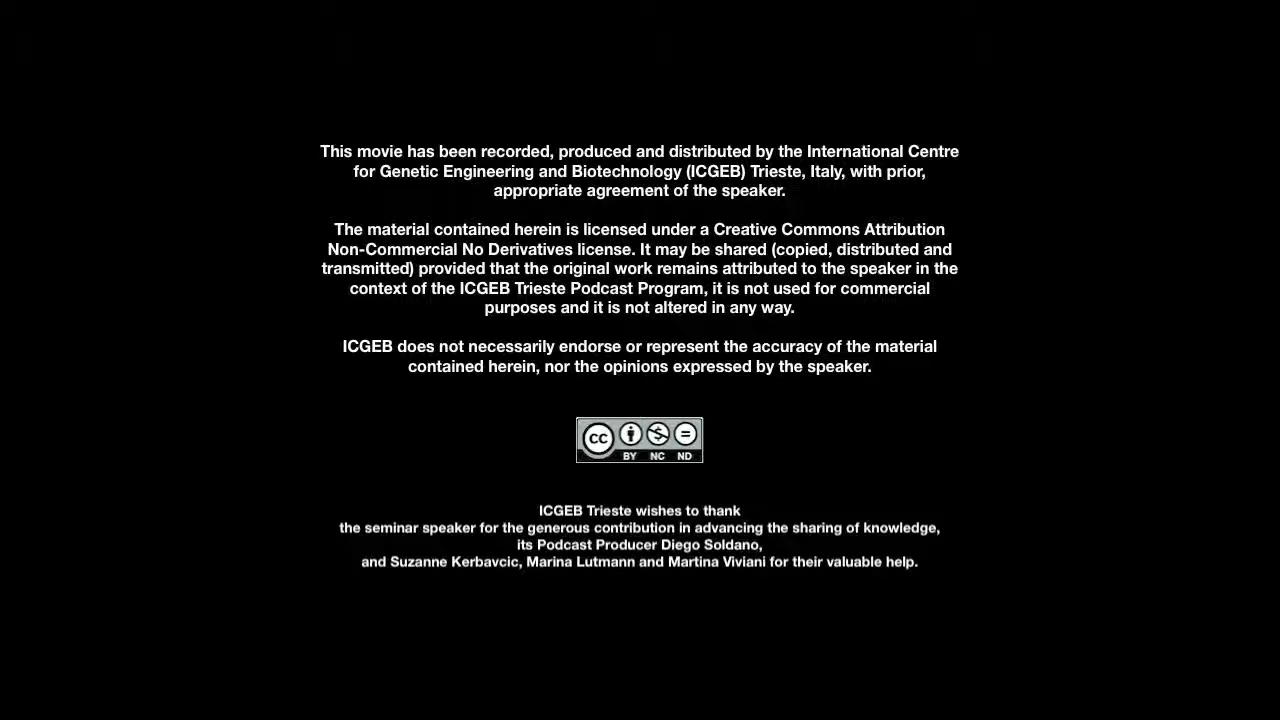 This movie has been recorded, produced and distributed by the International Centre
for Genetic Engineering and Biotechnology (ICGEB) Trieste, Italy, with prior,
appropriate agreement of the speaker.
The material contained herein is licensed under a Creative Commons Attribution
Non-Commercial No Derivatives license. It may be shared (copied, distributed and
transmitted) provided that the original work remains attributed to the speaker in the
context of the ICGEB Trieste Podcast Program, it is not used for commercial
purposes and it is not altered in any way.
ICGEB does not necessarily endorse or represent the accuracy of the material
contained herein, nor the opinions expressed by the speaker.
CC
BY NC ND
ICGEB Trieste wishes to thank
the seminar speaker for the generous contribution in advancing the sharing of knowledge,
its Podcast Producer Diego Soldano,
and Suzanne Kerbavcic, Marina Lutmann and Martina Viviani for their valuable help.